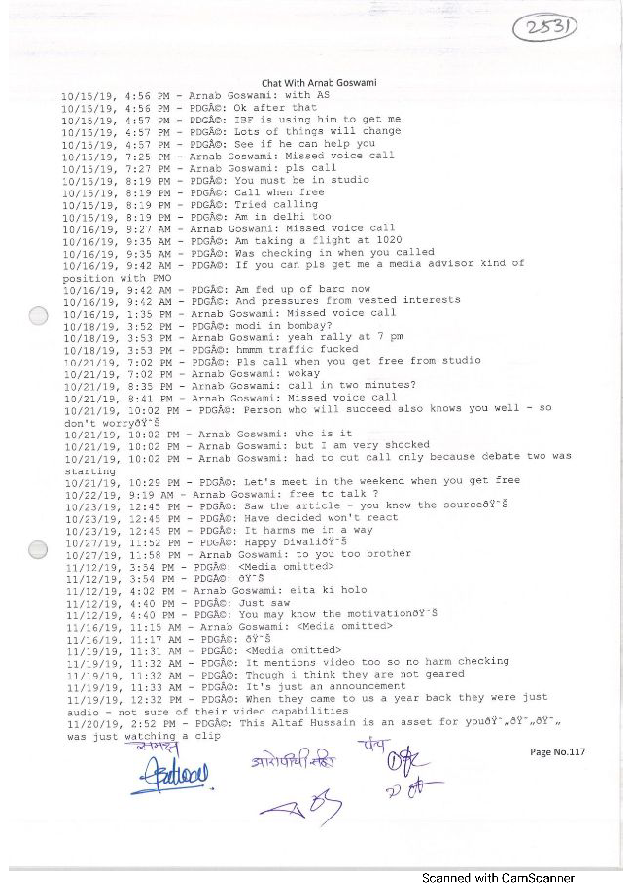 2531
Chat With Arnab Goswami
10/15/19, 4:56 PM - Arnab Goswami: with AS
10/15/19, 4:56 PM - PDGÂ©: Ok after that
10/15/19, 4:57 PM - PDGÂ©: IBF is using him to get me
10/15/19, 4:57 PM - PDGÂ©: Lots of things will change
10/15/19, 4:57 PM - PDGÂ©: See if he can help you
10/15/19, 7:25 PM - Arnab Goswami: Missed voice call
10/15/19, 7:27 PM - Arnab Goswami: pls call
10/15/19, 8:19 PM - PDGÂ©: You must be in studio
10/15/19, 8:19 PM - PDGÂ©: Call when free
10/15/19, 8:19 PM - PDGÂ©: Tried calling
10/15/19, 8:19 PM - PDGÂ©: Am in delhi too
10/16/19, 9:27 AM - Arnab Goswami: Missed voice call
10/16/19, 9:35 AM - PDGÂ©: Am taking a flight at 1020
10/16/19, 9:35 AM - PDGÂ©: Was checking in when you called
10/16/19, 9:42 AM - PDGÂ©: If you can pls get me a media advisor kind of
position with PMO
10/16/19, 9:42 AM - PDGÂ©: Am fed up of barc now
10/16/19, 9:42 AM - PDGÂ©: And pressures from vested interests
10/16/19, 1:35 PM - Arnab Goswami: Missed voice call
10/18/19, 3:52 PM - PDGÂ©: modi in bombay?
10/18/19, 3:53 PM - Arnab Goswami: yeah rally at 7 pm
10/18/19, 3:53 PM - PDGÂ©: hmmm traffic fucked
10/21/19, 7:02 PM - PDGÂ©: Pls call when you get free from studio
10/21/19, 7:02 PM - Arnab Goswami: wokay
10/21/19, 8:35 PM - Arnab Goswami: call in two minutes?
10/21/19, 8:41 PM - Arnab Goswami: Missed voice call
10/21/19, 10:02 PM - PDGÂ©: Person who will succeed also knows you well - so
don't worryðŸ˜Š
10/21/19, 10:02 PM - Arnab Goswami: who is it
10/21/19, 10:02 PM - Arnab Goswami: but I am very shocked
10/21/19, 10:02 PM - Arnab Goswami: had to cut call only because debate two was
starting
10/21/19, 10:29 PM - PDGÂ©: Let's meet in the weekend when you get free
10/22/19, 9:19 AM - Arnab Goswami: free to talk ?
10/23/19, 12:45 PM - PDGÂ©: Saw the article - you know the sourceðŸ˜Š
10/23/19, 12:45 PM - PDGÂ©: Have decided won't react
10/23/19, 12:45 PM - PDGÂ©: It harms me in a way
10/27/19, 11:52 PM - PDGÂ©: Happy DivaliðŸ˜Š
10/27/19, 11:58 PM - Arnab Goswami: to you too brother
11/12/19, 3:54 PM - PDGÂ©: <Media omitted>
11/12/19, 3:54 PM - PDGÂ©: ðŸ˜Š
11/12/19, 4:02 PM - Arnab Goswami: eita ki holo
11/12/19, 4:40 PM - PDGÂ©: Just saw
11/12/19, 4:40 PM - PDGÂ©: You may know the motivationðŸ˜Š
11/16/19, 11:15 AM - Arnab Goswami: <Media omitted>
11/16/19, 11:17 AM - PDGÂ©: ðŸ˜Š
11/19/19, 11:31 AM - PDGÂ©: <Media omitted>
11/19/19, 11:32 AM - PDGÂ©: It mentions video too so no harm checking
11/19/19, 11:32 AM - PDGÂ©: Though i think they are not geared
11/19/19, 11:33 AM - PDGÂ©: It's just an announcement
11/19/19, 12:32 PM - PDGÂ©: When they came to us a year back they were just
audio - not sure of their video capabilities
11/20/19, 2:52 PM - PDGÂ©: This Altaf Hussain is an asset for youðŸ˜„ðŸ˜„ðŸ˜„
was just watching a clip
समक्ष
आरोपीची सही
पंच
Page No.117
Scanned with CamScanner